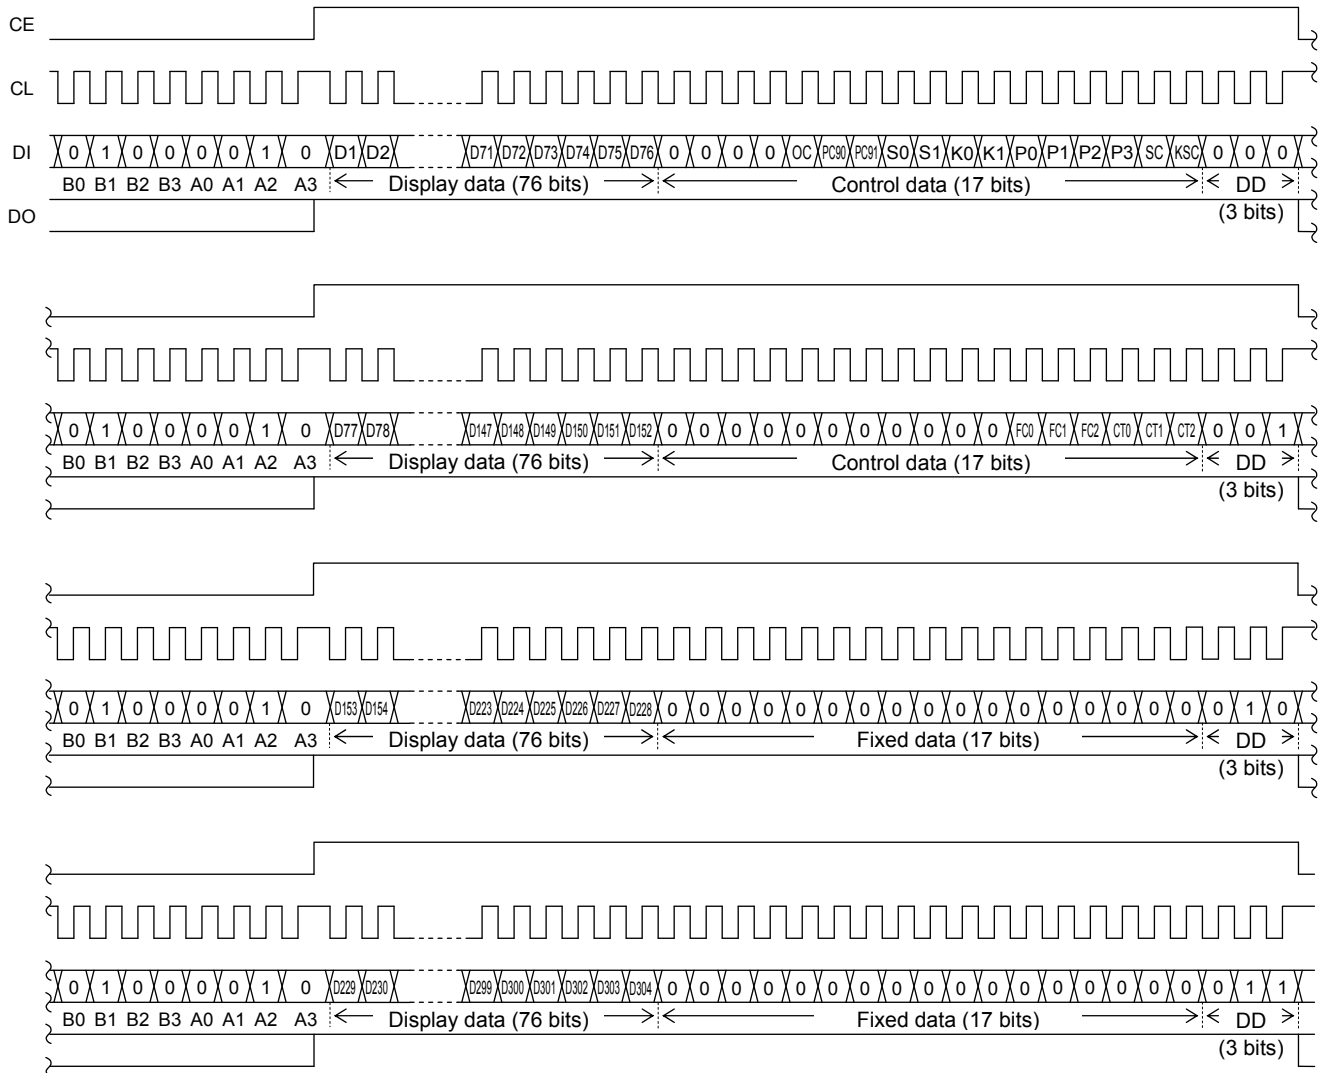 CE
CL
DI 0 1 0 0 0 0 1 0 D1 D2 D71 D72 D73 D74 D75 D76 0 0 0 0 OC PC90 PC91 S0 S1 K0 K1 P0 P1 P2 P3 SC KSC 0 0 0
B0 B1 B2 B3 A0 A1 A2 A3 Display data (76 bits) Control data (17 bits) DD
DO (3 bits)
0 1 0 0 0 0 1 0 D77 D78 D147 D148 D149 D150 D151 D152 0 0 0 0 0 0 0 0 0 0 0 FC0 FC1 FC2 CT0 CT1 CT2 0 0 1
B0 B1 B2 B3 A0 A1 A2 A3 Display data (76 bits) Control data (17 bits) DD
(3 bits)
0 1 0 0 0 0 1 0 D153 D154 D223 D224 D225 D226 D227 D228 0 0 0 0 0 0 0 0 0 0 0 0 0 0 0 0 0 0 1 0
B0 B1 B2 B3 A0 A1 A2 A3 Display data (76 bits) Fixed data (17 bits) DD
(3 bits)
0 1 0 0 0 0 1 0 D229 D230 D299 D300 D301 D302 D303 D304 0 0 0 0 0 0 0 0 0 0 0 0 0 0 0 0 0 0 1 1
B0 B1 B2 B3 A0 A1 A2 A3 Display data (76 bits) Fixed data (17 bits) DD
(3 bits)